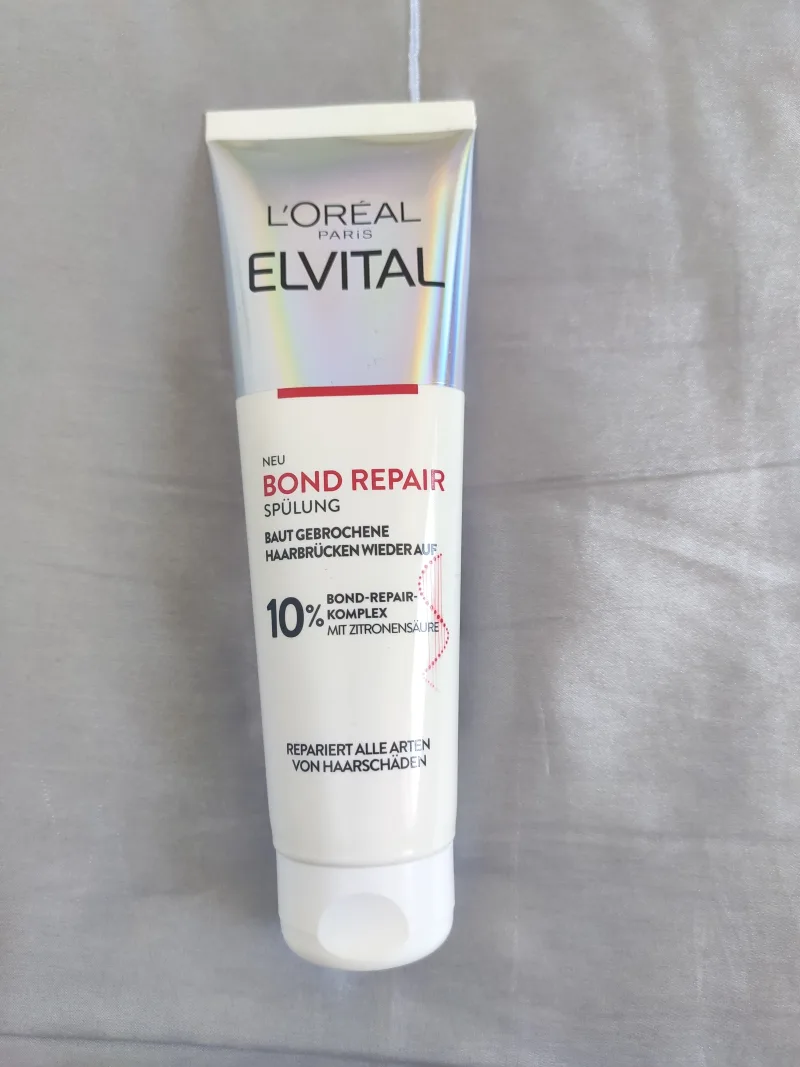 L'ORÉAL
PARIS
ELVITAL
NEU
BOND REPAIR
SPÜLUNG
BAUT GEBROCHENE
HAARBRÜCKEN WIEDER AUF
10% BOND-REPAIR-
KOMPLEX
MIT ZITRONENSÄURE
REPARIERT ALLE ARTEN
VON HAARSCHÄDEN